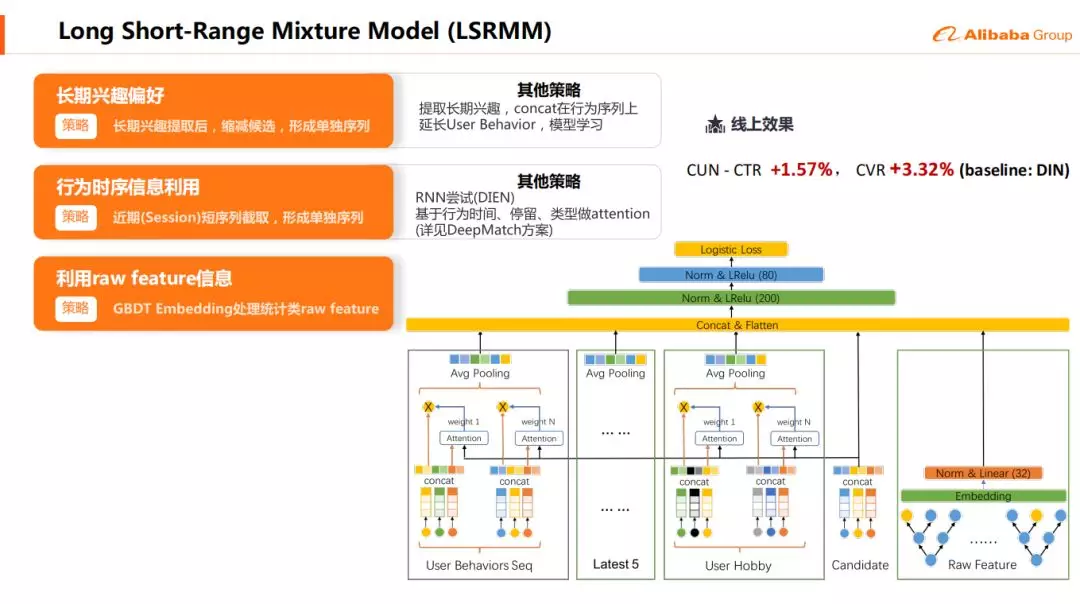 Long Short-Range Mixture Model (LSRMM)
Alibaba Group
长期兴趣偏好
策略 长期兴趣提取后，缩减候选，形成单独序列
其他策略
提取长期兴趣，concat在行为序列上
延长User Behavior，模型学习
行为时序信息利用
策略 近期(Session)短序列截取，形成单独序列
其他策略
RNN尝试(DIEN)
基于行为时间、停留、类型做attention
(详见DeepMatch方案)
利用raw feature信息
策略 GBDT Embedding处理统计类raw feature
线上效果
CUN - CTR +1.57%， CVR +3.32% (baseline: DIN)
Logistic Loss
Norm & LRelu (80)
Norm & LRelu (200)
Concat & Flatten
Avg Pooling
X X
weight 1 weight N
Attention Attention
concat concat
User Behaviors Seq
Avg Pooling
... ...
... ...
Latest 5
Avg Pooling
X X
weight 1 weight N
Attention Attention
concat concat
User Hobby
concat
Candidate
Norm & Linear (32)
Embedding
......
Raw Feature